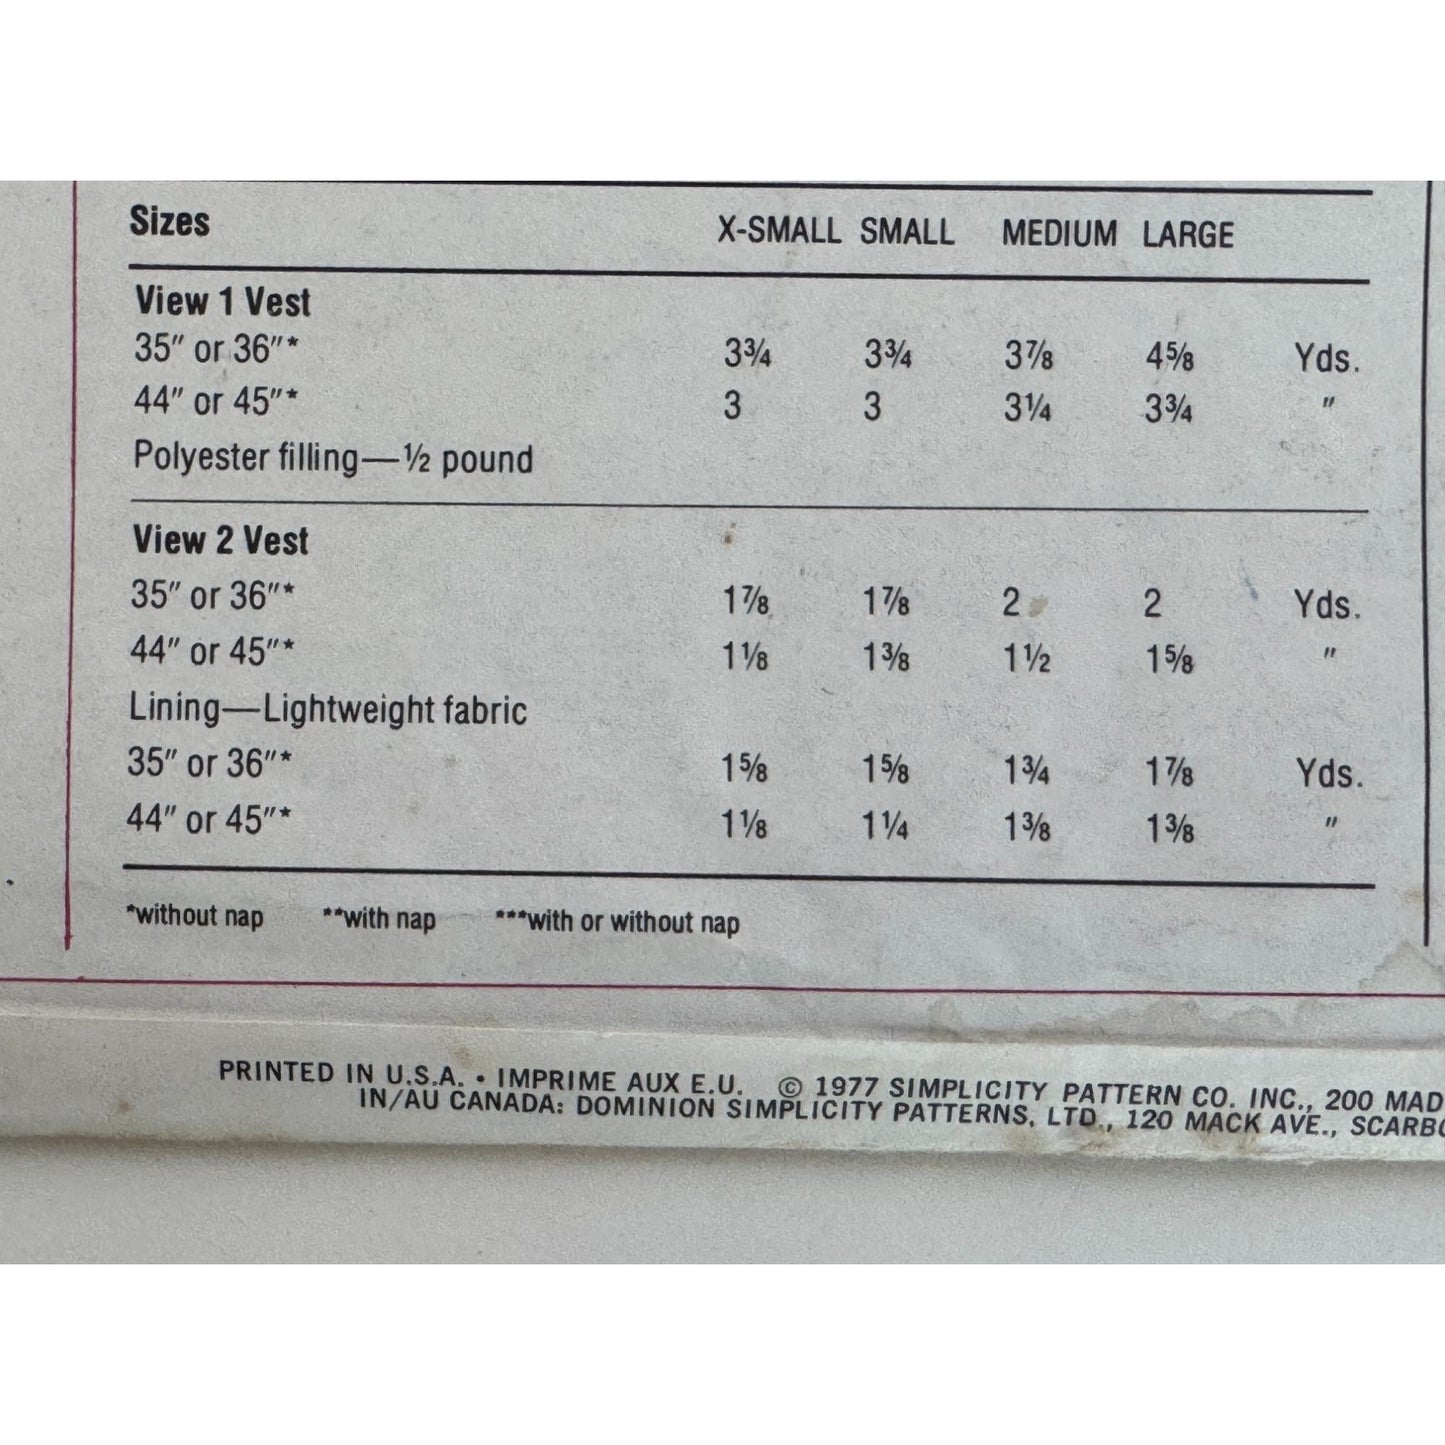 Sizes X-SMALL SMALL MEDIUM LARGE
View 1 Vest
35" or 36"* 3¾ 3¾ 3⅞ 4⅝ Yds.
44" or 45"* 3 3 3¼ 3¾ "
Polyester filling—½ pound
View 2 Vest
35" or 36"* 1⅞ 1⅞ 2 2 Yds.
44" or 45"* 1⅛ 1⅜ 1½ 1⅝ "
Lining—Lightweight fabric
35" or 36"* 1⅝ 1⅝ 1¾ 1⅞ Yds.
44" or 45"* 1⅛ 1¼ 1⅜ 1⅜ "
*without nap **with nap ***with or without nap
PRINTED IN U.S.A. • IMPRIME AUX E.U. © 1977 SIMPLICITY PATTERN CO. INC., 200 MAD
IN/AU CANADA: DOMINION SIMPLICITY PATTERNS, LTD., 120 MACK AVE., SCARBO